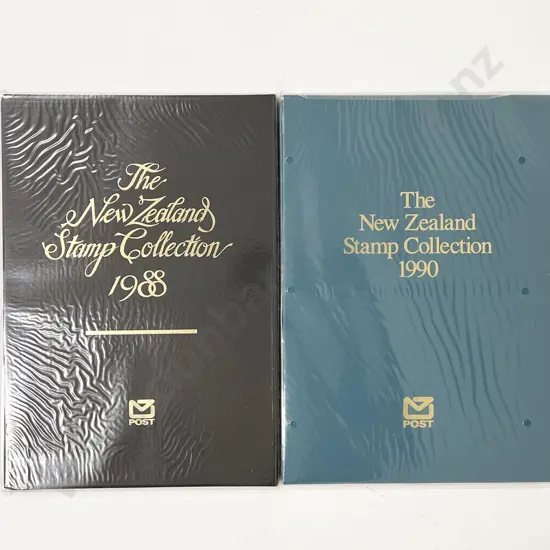 The
New Zealand
Stamp Collection
1988
POST
The
New Zealand
Stamp Collection
1990
POST